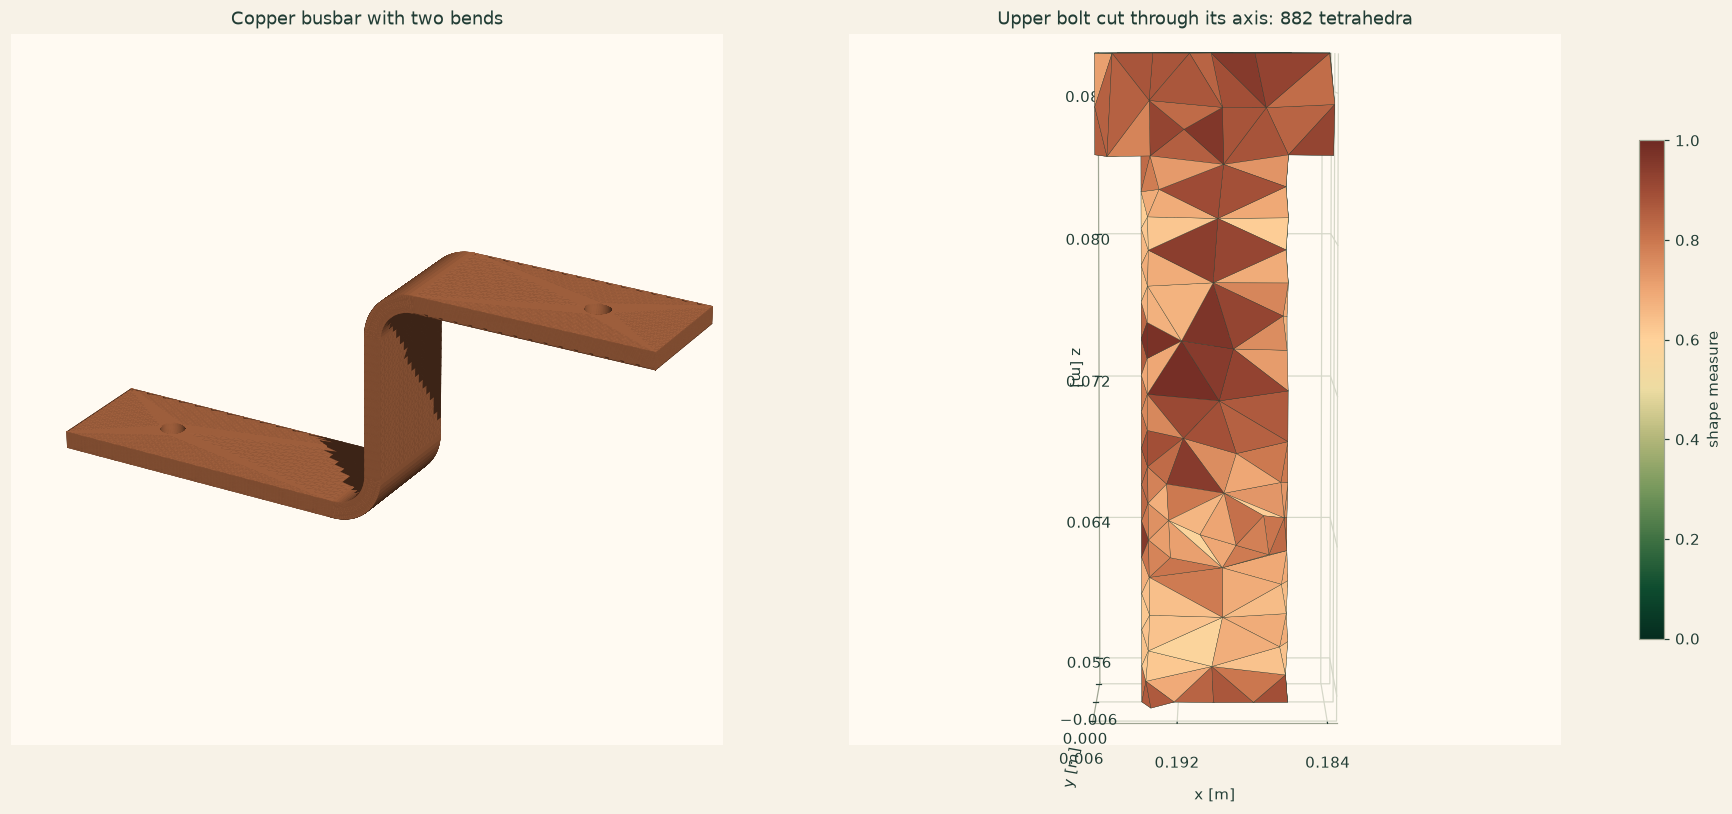 Copper busbar with two bends
Upper bolt cut through its axis: 882 tetrahedra
0.08
0.080
z [m]
0.072
0.064
0.056
−0.006
0.000
0.006
y [m]
0.192
0.184
x [m]
1.0
0.8
0.6
0.4
0.2
0.0
shape measure